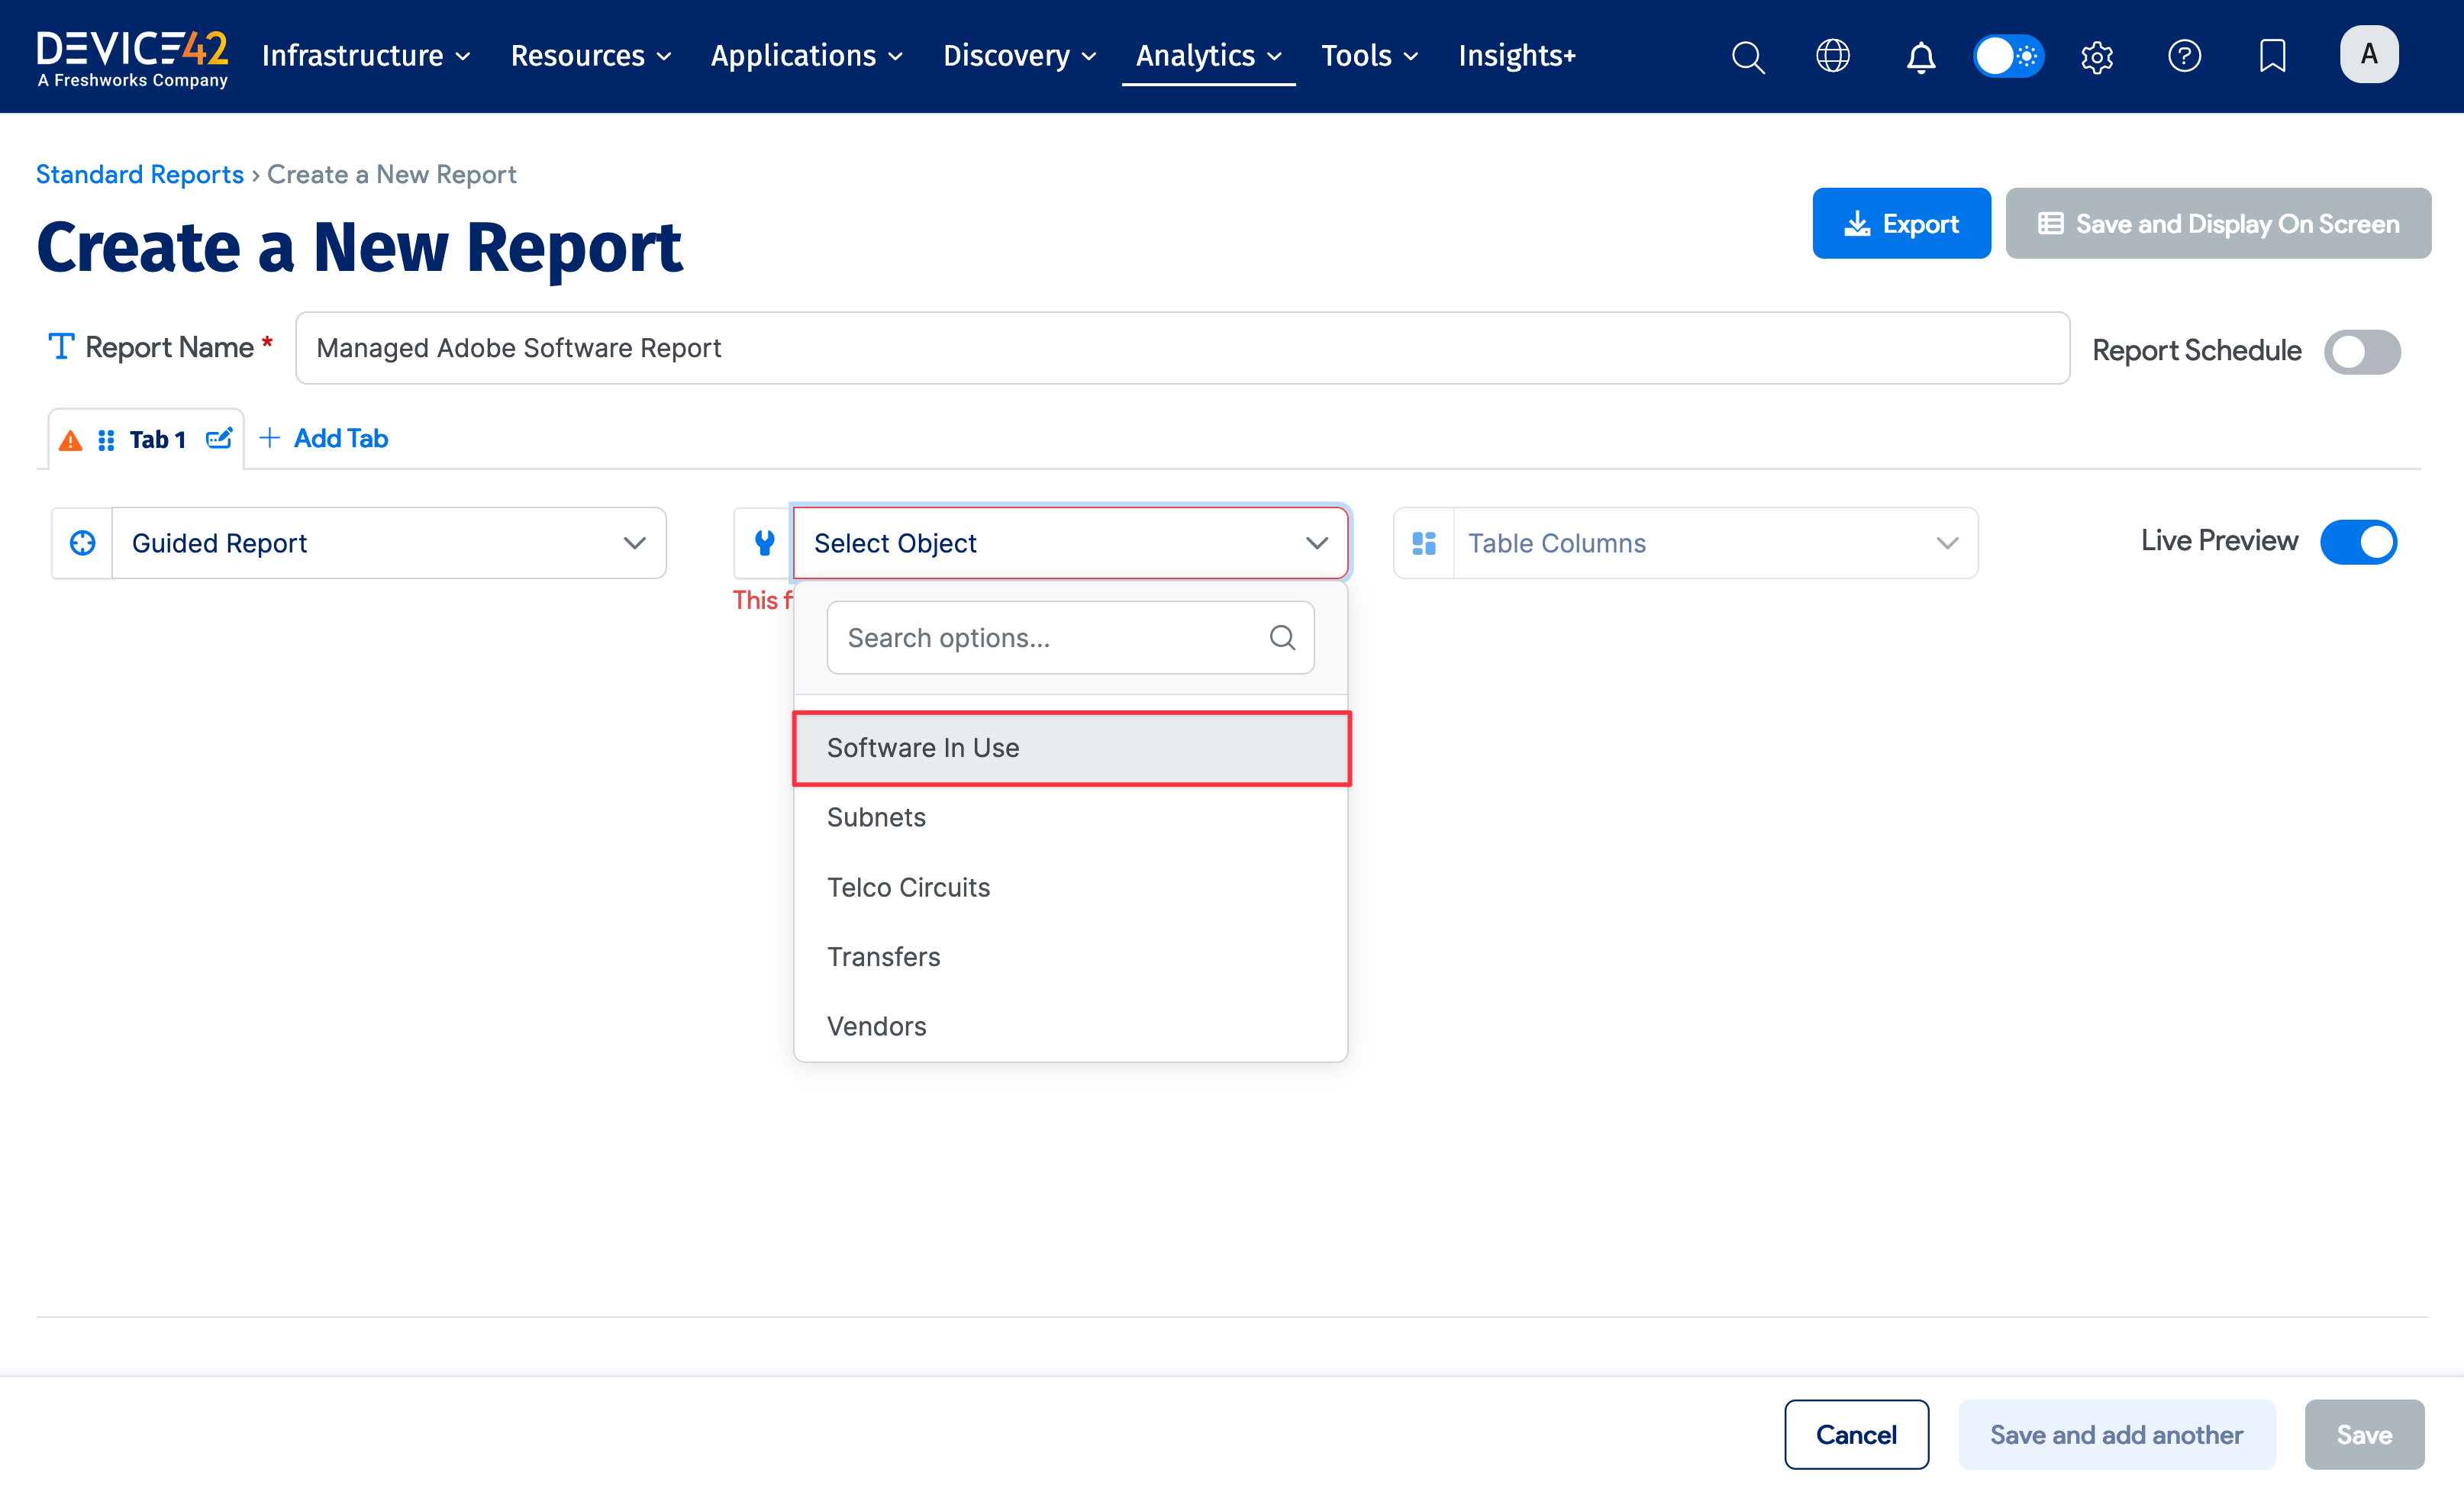 DEVICE42
A Freshworks Company
Infrastructure Resources Applications Discovery Analytics Tools Insights+ A
Standard Reports › Create a New Report
Create a New Report
Export Save and Display On Screen
Report Name * Managed Adobe Software Report Report Schedule
Tab 1 + Add Tab
Guided Report Select Object Table Columns Live Preview
This f
Search options...
Software In Use
Subnets
Telco Circuits
Transfers
Vendors
Cancel Save and add another Save